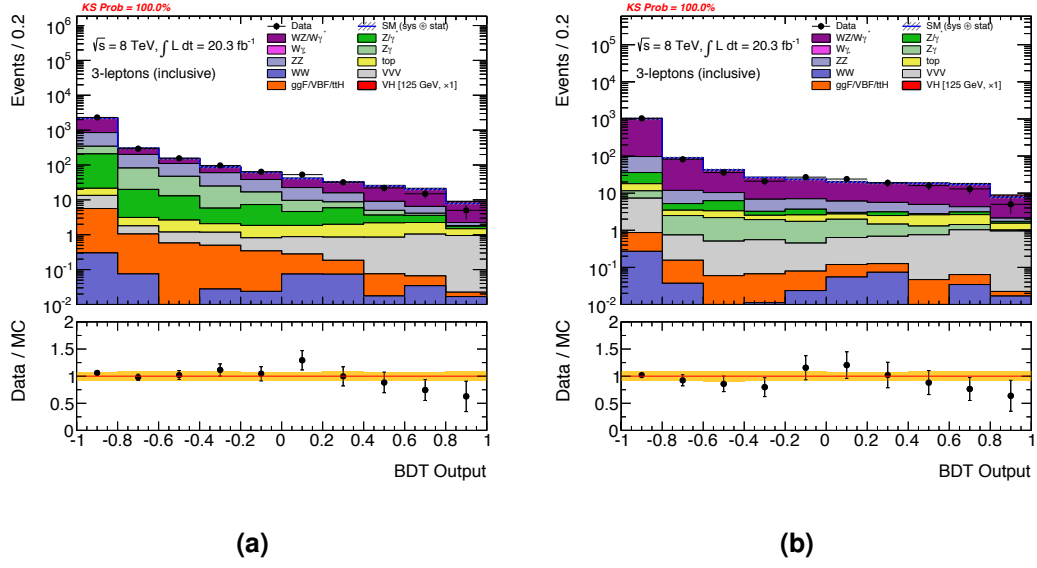 KS Prob = 100.0%
Events / 0.2
√s = 8 TeV, ∫ L dt = 20.3 fb⁻¹
3-leptons (inclusive)
Data
SM (sys ⊕ stat)
WZ/Wγ*
Z/γ*
Wγ
Zγ
ZZ
top
WW
VVV
ggF/VBF/ttH
VH [125 GeV, ×1]
10⁶
10⁵
10⁴
10³
10²
10
1
10⁻¹
10⁻²
Data / MC
2
1.5
1
0.5
0
-1 -0.8 -0.6 -0.4 -0.2 0 0.2 0.4 0.6 0.8 1
BDT Output
(a)
KS Prob = 100.0%
Events / 0.2
√s = 8 TeV, ∫ L dt = 20.3 fb⁻¹
3-leptons (inclusive)
Data
SM (sys ⊕ stat)
WZ/Wγ*
Z/γ*
Wγ
Zγ
ZZ
top
WW
VVV
ggF/VBF/ttH
VH [125 GeV, ×1]
10⁵
10⁴
10³
10²
10
1
10⁻¹
10⁻²
Data / MC
2
1.5
1
0.5
0
-1 -0.8 -0.6 -0.4 -0.2 0 0.2 0.4 0.6 0.8 1
BDT Output
(b)